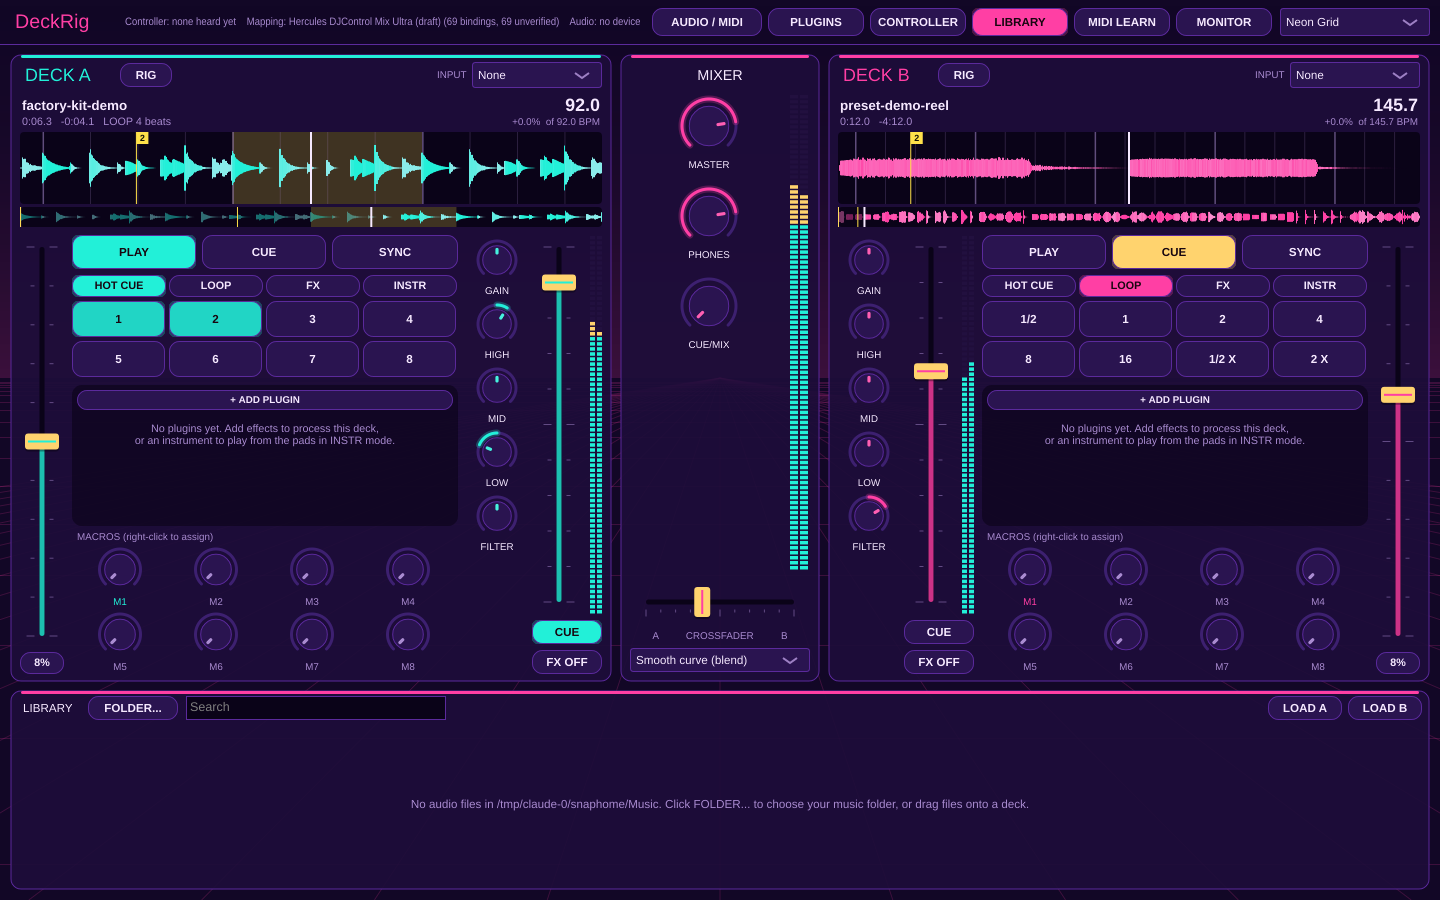 DeckRig
Controller: none heard yet Mapping: Hercules DJControl Mix Ultra (draft) (69 bindings, 69 unverified) Audio: no device
AUDIO / MIDI
PLUGINS
CONTROLLER
LIBRARY
MIDI LEARN
MONITOR
Neon Grid
DECK A
RIG
INPUT
None
factory-kit-demo
92.0
0:06.3 -0:04.1 LOOP 4 beats
+0.0% of 92.0 BPM
2
PLAY
CUE
SYNC
HOT CUE
LOOP
FX
INSTR
1
2
3
4
5
6
7
8
+ ADD PLUGIN
No plugins yet. Add effects to process this deck,
or an instrument to play from the pads in INSTR mode.
MACROS (right-click to assign)
M1
M2
M3
M4
M5
M6
M7
M8
8%
GAIN
HIGH
MID
LOW
FILTER
CUE
FX OFF
MIXER
MASTER
PHONES
CUE/MIX
A
CROSSFADER
B
Smooth curve (blend)
DECK B
RIG
INPUT
None
preset-demo-reel
145.7
0:12.0 -4:12.0
+0.0% of 145.7 BPM
2
GAIN
HIGH
MID
LOW
FILTER
CUE
FX OFF
PLAY
CUE
SYNC
HOT CUE
LOOP
FX
INSTR
1/2
1
2
4
8
16
1/2 X
2 X
+ ADD PLUGIN
No plugins yet. Add effects to process this deck,
or an instrument to play from the pads in INSTR mode.
MACROS (right-click to assign)
M1
M2
M3
M4
M5
M6
M7
M8
8%
LIBRARY
FOLDER...
Search
LOAD A
LOAD B
No audio files in /tmp/claude-0/snaphome/Music. Click FOLDER... to choose your music folder, or drag files onto a deck.